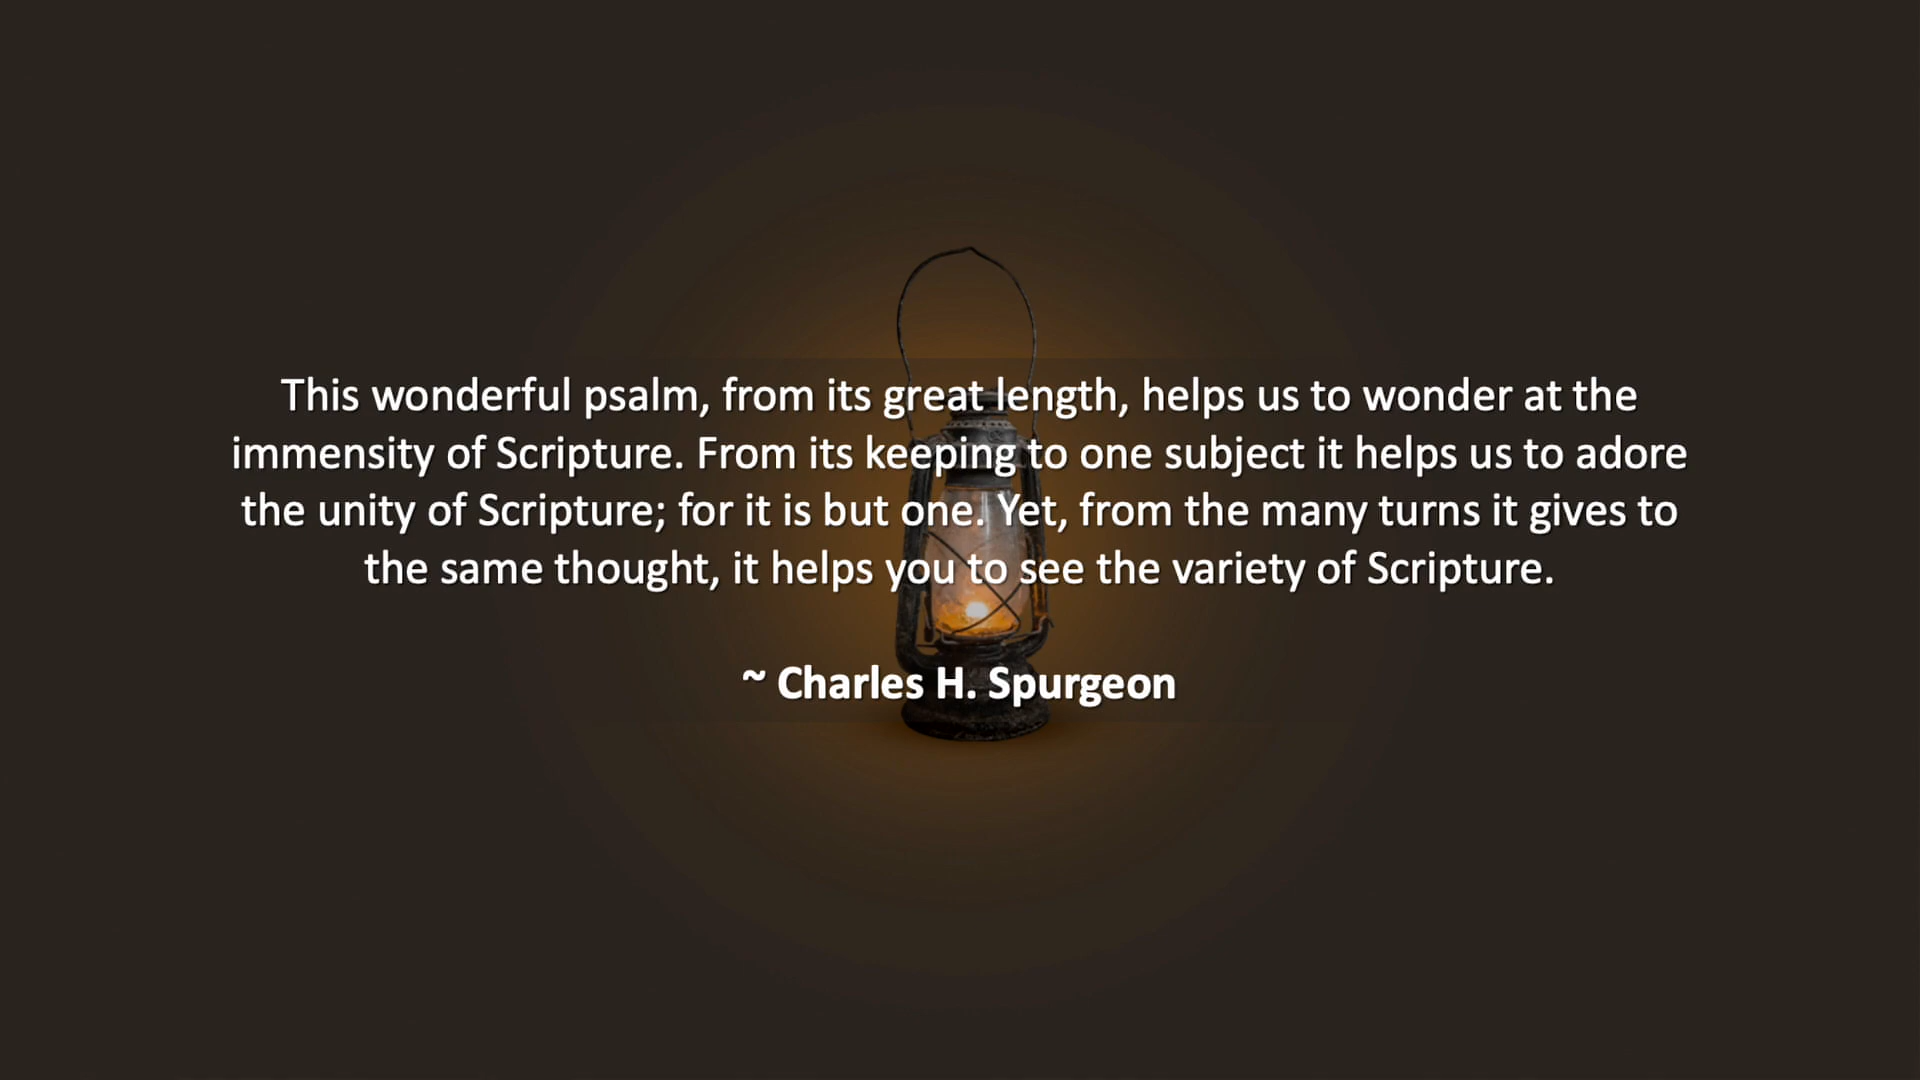 This wonderful psalm, from its great length, helps us to wonder at the
immensity of Scripture. From its keeping to one subject it helps us to adore
the unity of Scripture; for it is but one. Yet, from the many turns it gives to
the same thought, it helps you to see the variety of Scripture.
~ Charles H. Spurgeon